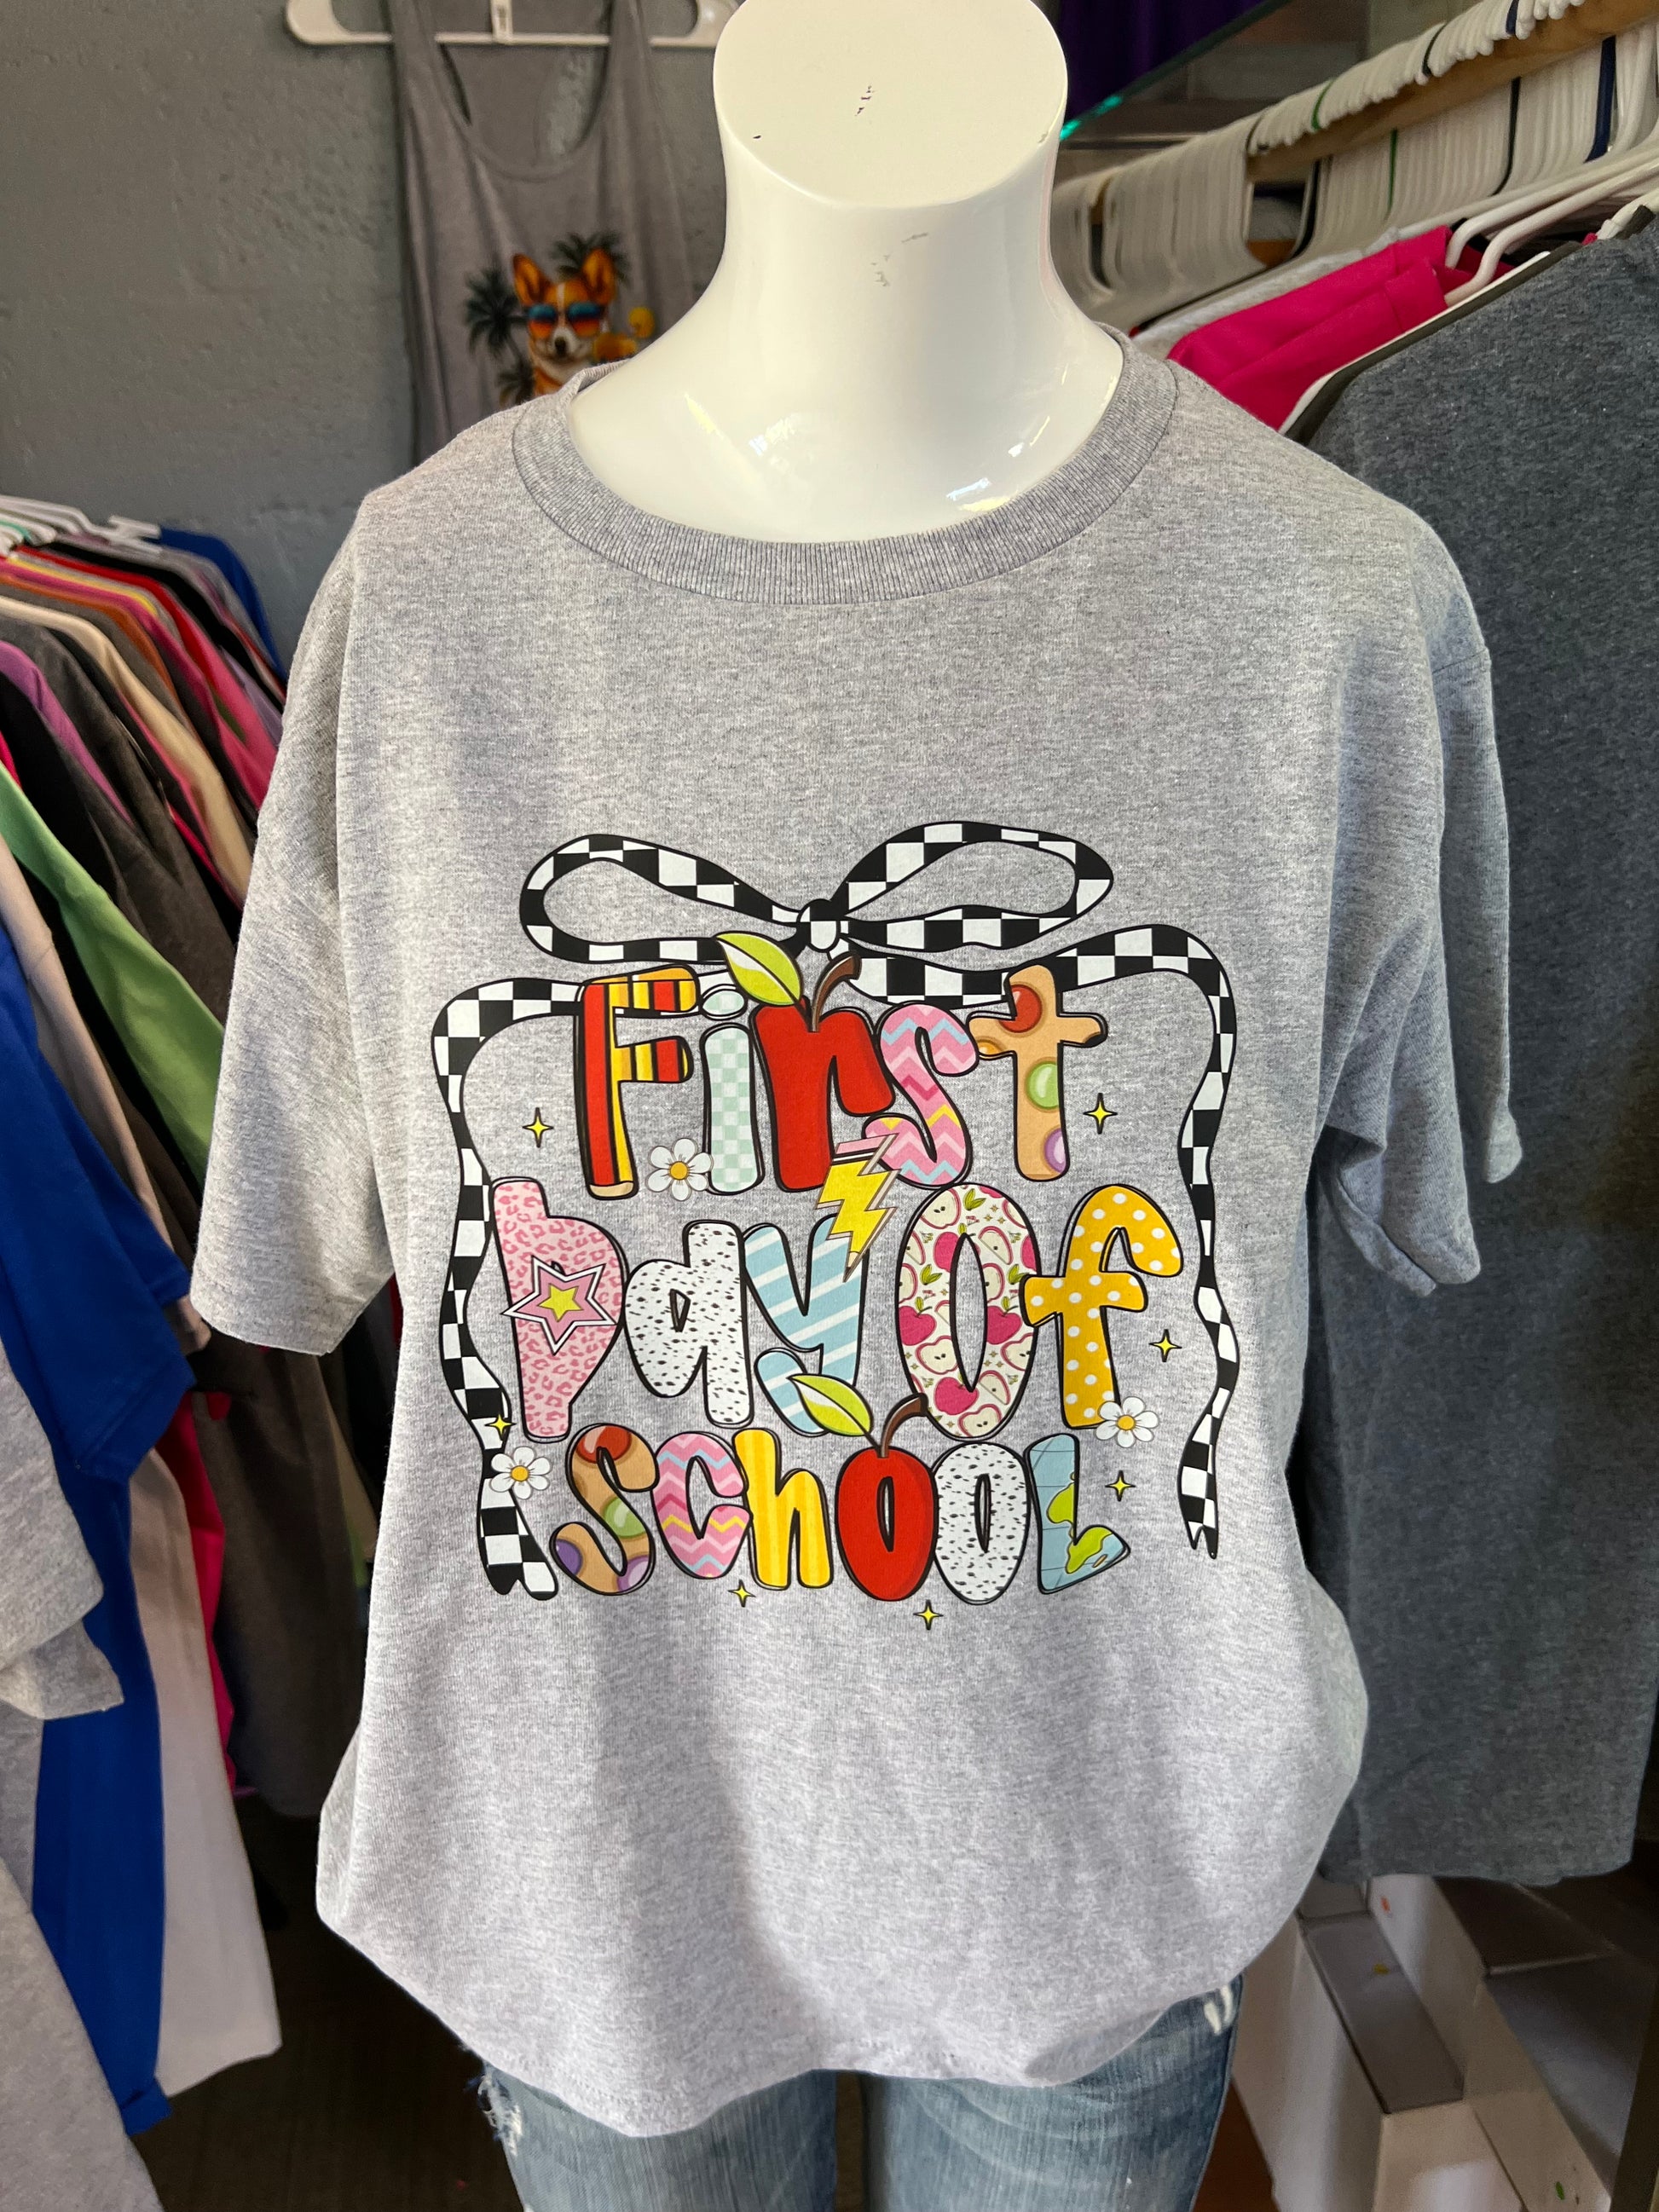 First
Day Of
School